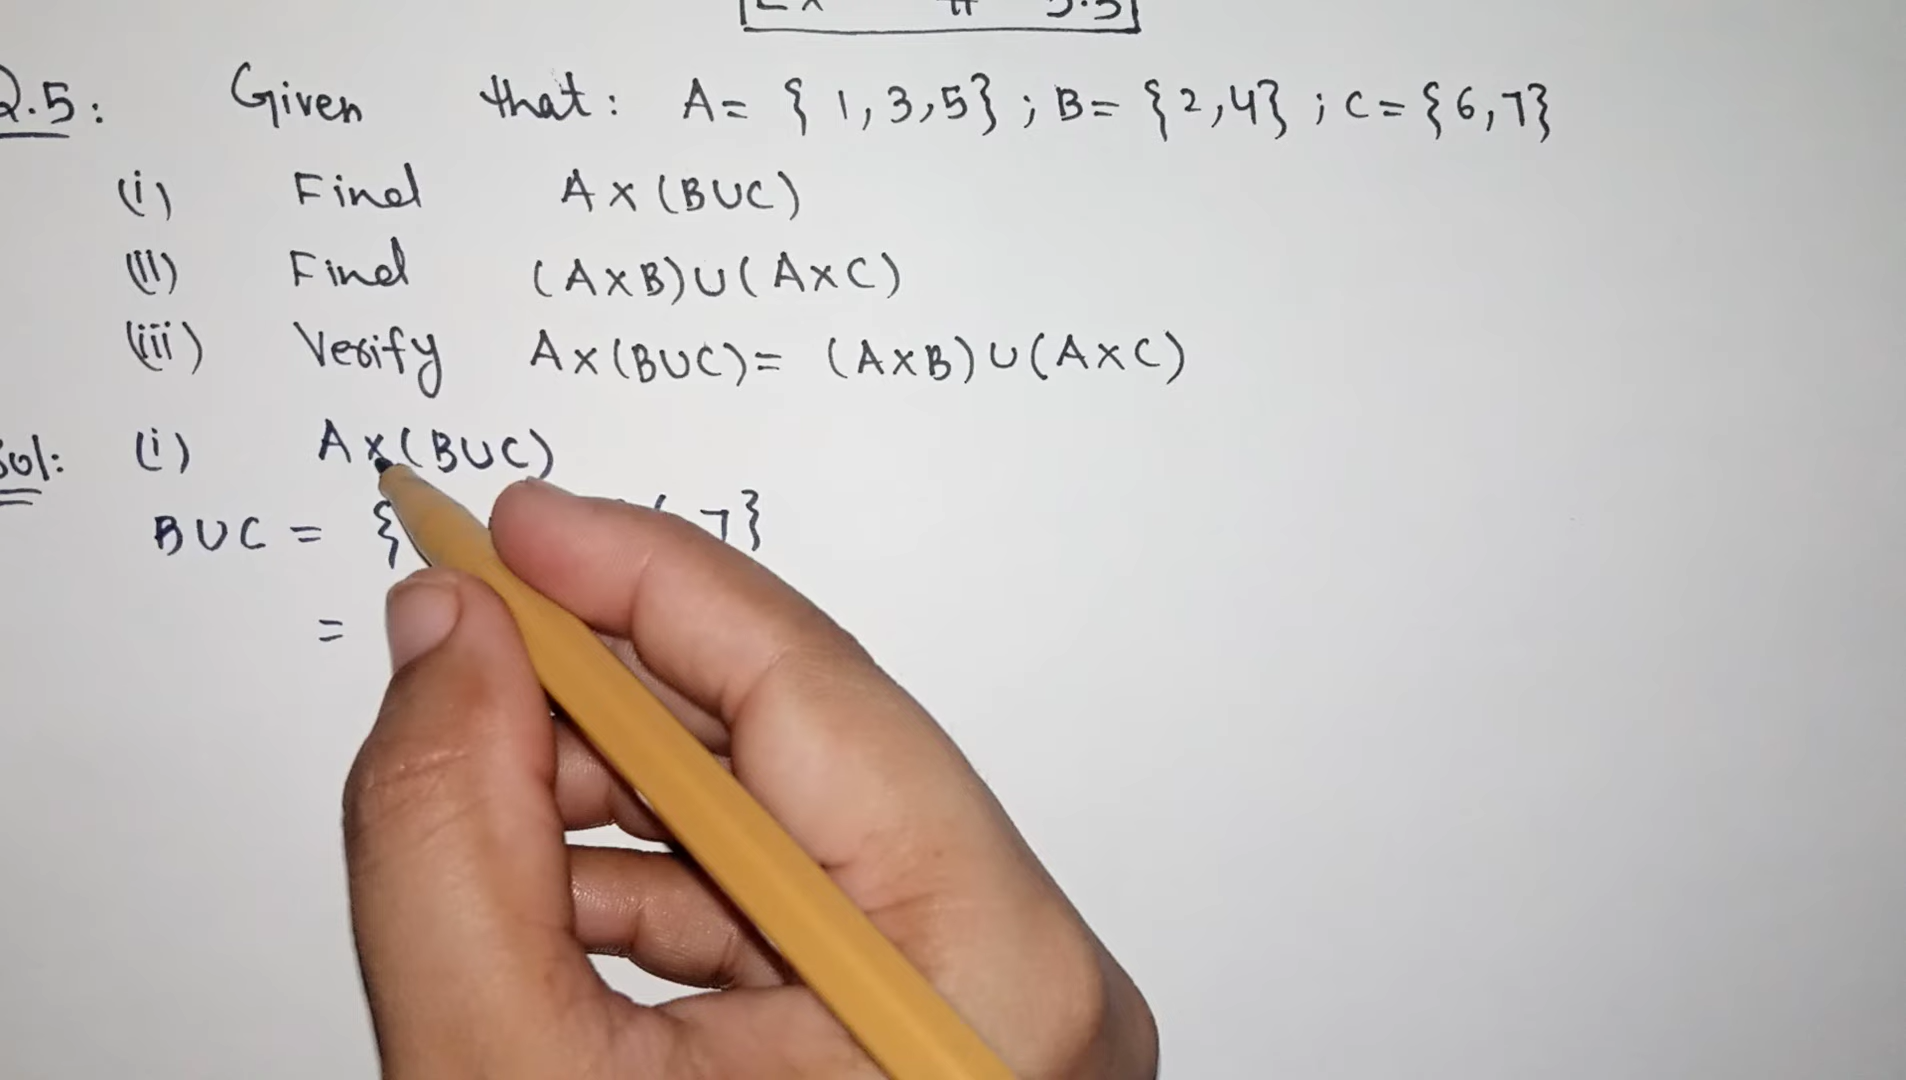 Q.5: Given that: A = { 1, 3, 5} ; B = {2, 4} ; C = {6, 7}
(i) Find A × (B∪C)
(ii) Find (A×B)∪(A×C)
(iii) Verify A×(B∪C) = (A×B)∪(A×C)
Sol: (i) A×(B∪C)
B∪C = { 7}
=